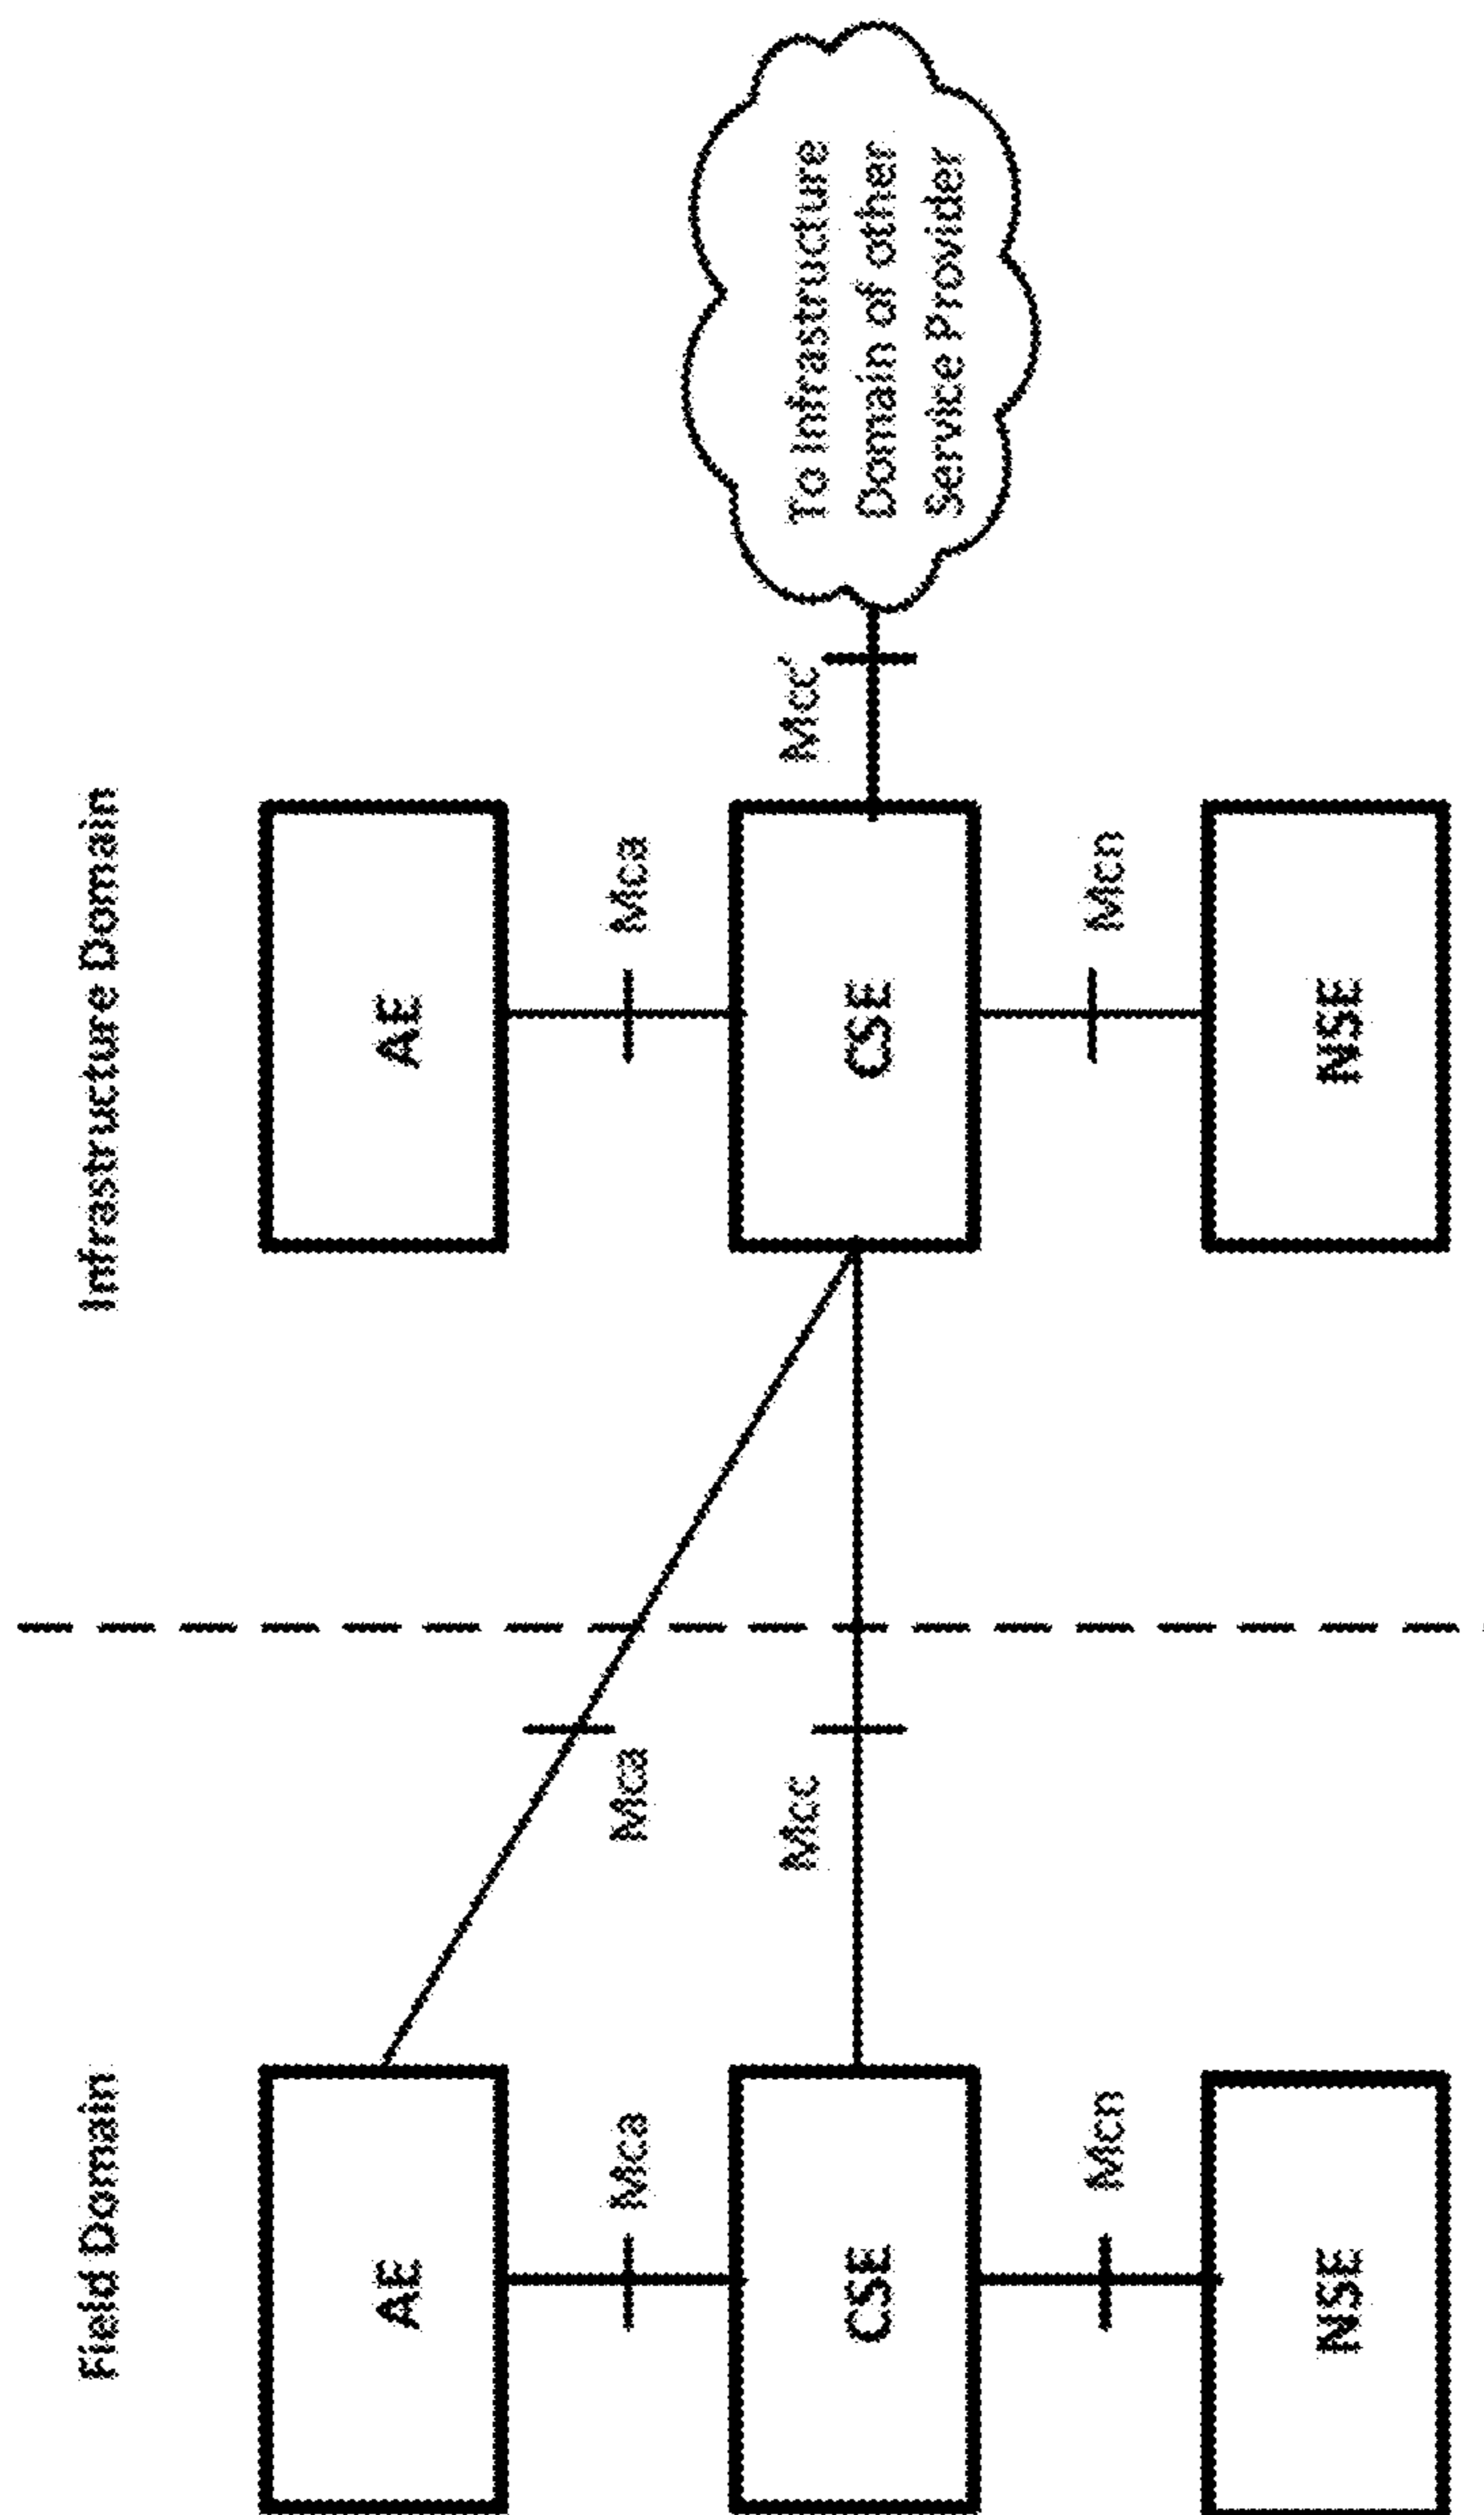 Field Domain
Infrastructure Domain
AE
AE
Mca
Mca
Mca
Mcc
Mcc'
CSE
CSE
To Infrastructure
Domain of other
Service Provider
Mcn
Mcn
NSE
NSE